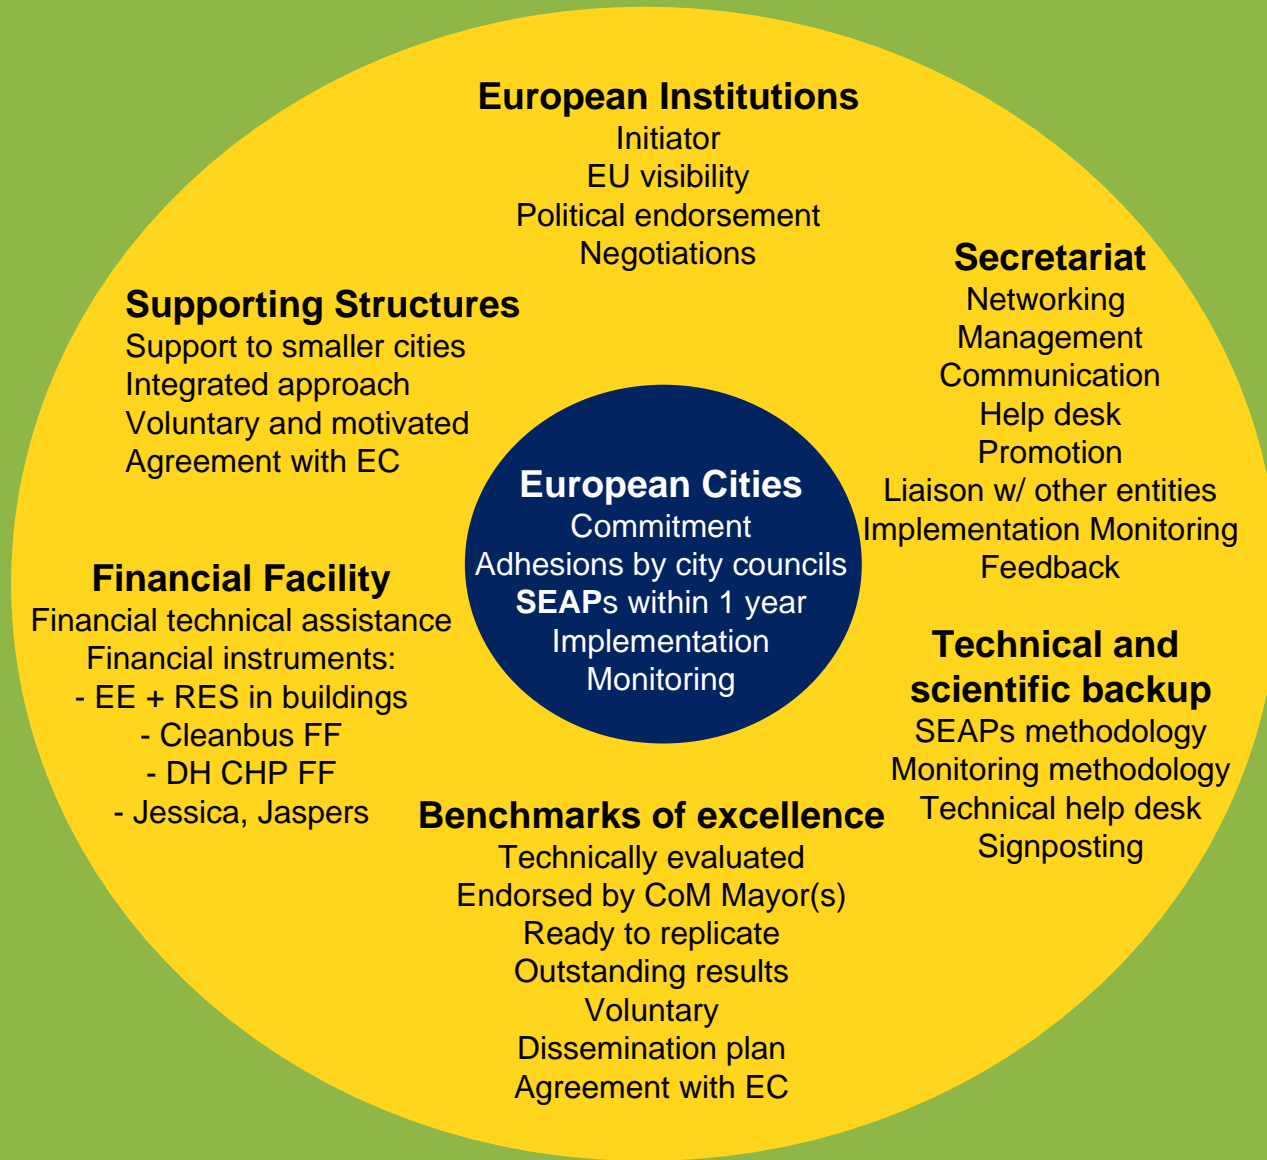 European Institutions
Initiator
EU visibility
Political endorsement
Negotiations
Secretariat
Networking
Management
Communication
Help desk
Promotion
Liaison w/ other entities
Implementation Monitoring
Feedback
Supporting Structures
Support to smaller cities
Integrated approach
Voluntary and motivated
Agreement with EC
European Cities
Commitment
Adhesions by city councils
SEAPs within 1 year
Implementation
Monitoring
Financial Facility
Financial technical assistance
Financial instruments:
- EE + RES in buildings
- Cleanbus FF
- DH CHP FF
- Jessica, Jaspers
Technical and
scientific backup
SEAPs methodology
Monitoring methodology
Technical help desk
Signposting
Benchmarks of excellence
Technically evaluated
Endorsed by CoM Mayor(s)
Ready to replicate
Outstanding results
Voluntary
Dissemination plan
Agreement with EC